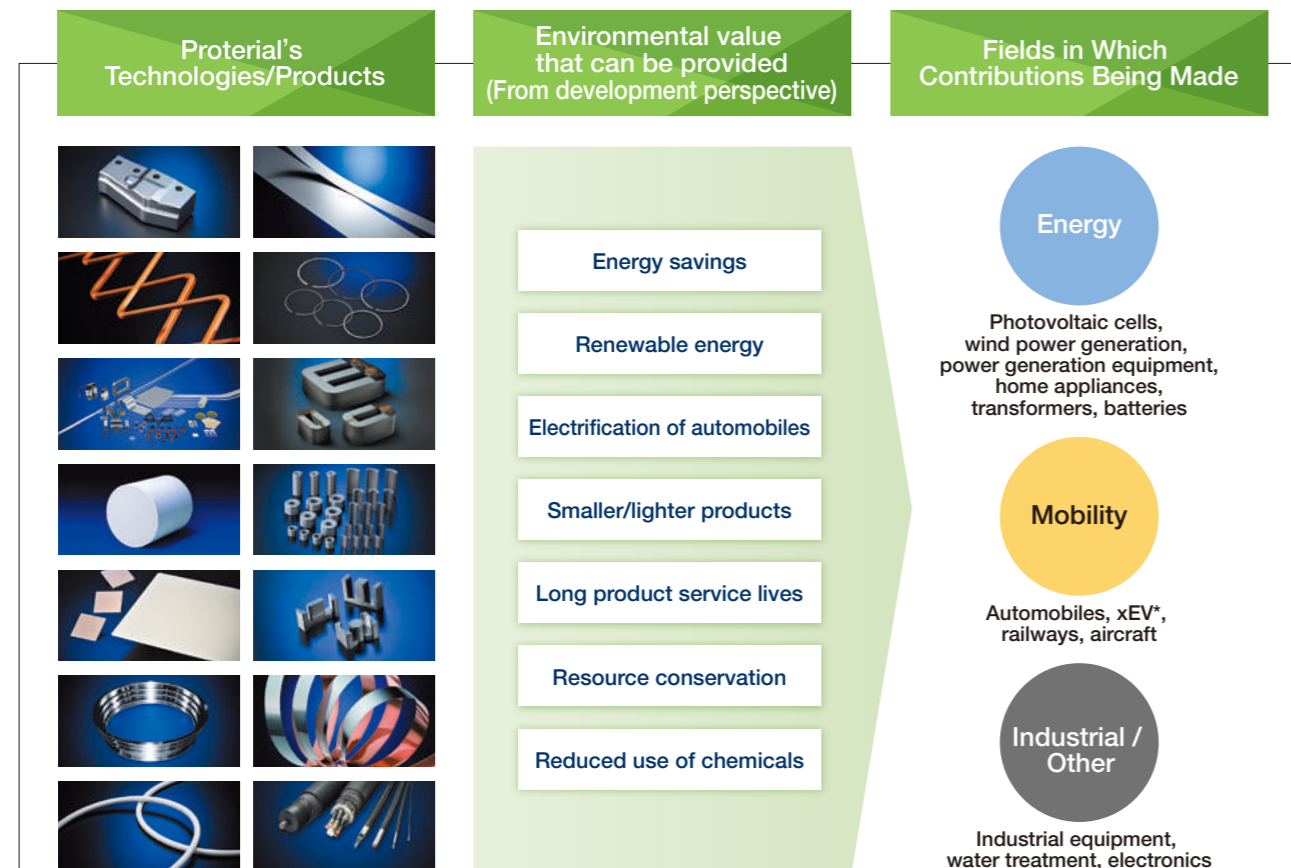 Proterial's
Technologies/Products
Environmental value
that can be provided
(From development perspective)
Fields in Which
Contributions Being Made
Energy savings
Renewable energy
Electrification of automobiles
Smaller/lighter products
Long product service lives
Resource conservation
Reduced use of chemicals
Energy
Photovoltaic cells,
wind power generation,
power generation equipment,
home appliances,
transformers, batteries
Mobility
Automobiles, xEV*,
railways, aircraft
Industrial /
Other
Industrial equipment,
water treatment, electronics